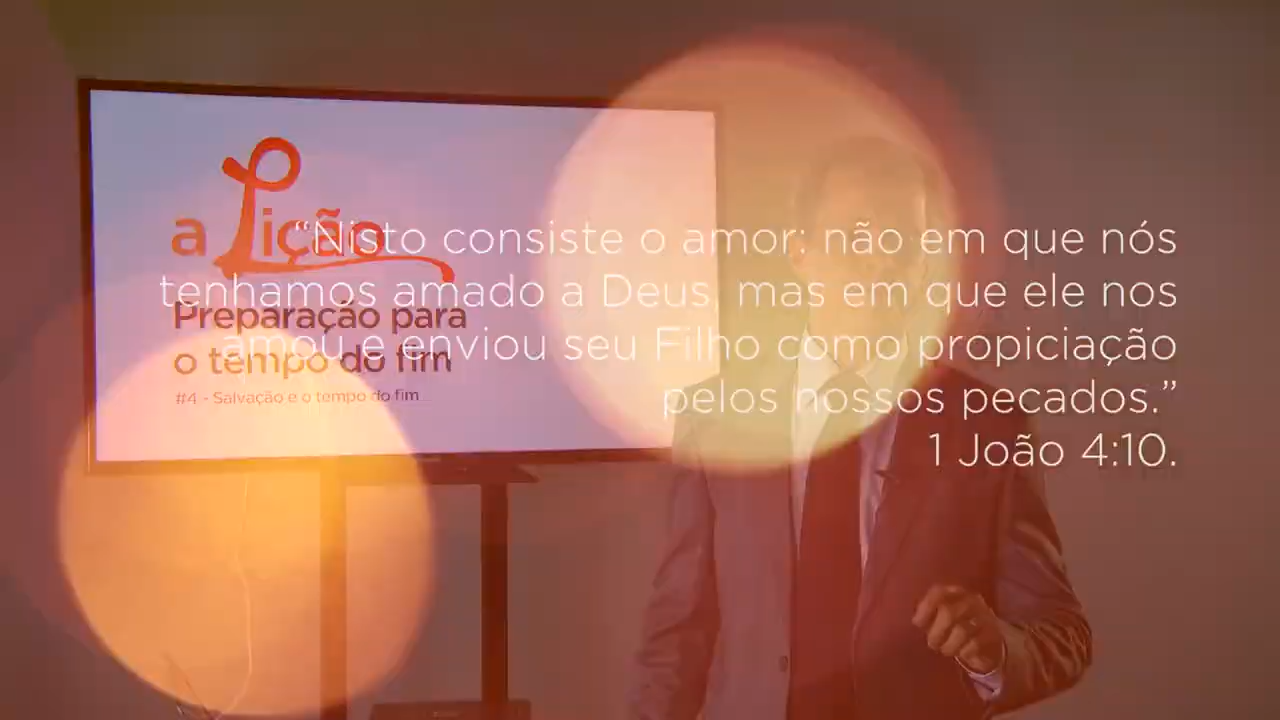 a Lição
Preparação para
o tempo do fim
#4 - Salvação e o tempo do fim
“Nisto consiste o amor: não em que nós
tenhamos amado a Deus, mas em que ele nos
amou e enviou seu Filho como propiciação
pelos nossos pecados.”
1 João 4:10.